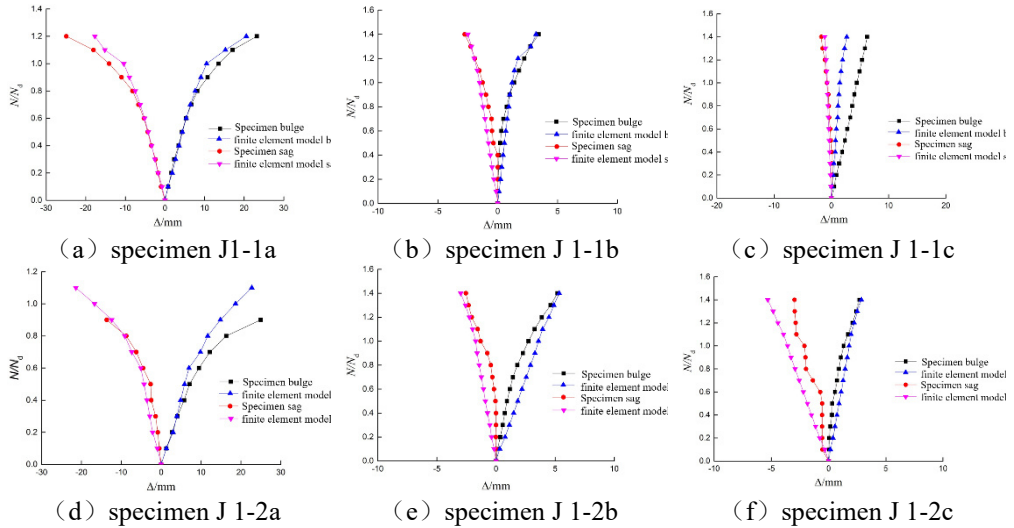 1.4
1.2
1.0
0.8
0.6
0.4
0.2
0.0
N/Nd
-30 -20 -10 0 10 20 30
Δ/mm
Specimen bulge
finite element model b
Specimen sag
finite element model s
(a) specimen J1-1a
1.6
1.4
1.2
1.0
0.8
0.6
0.4
0.2
0.0
N/Nd
-10 -5 0 5 10
Δ/mm
Specimen bulge
finite element model b
Specimen sag
finite element model s
(b) specimen J 1-1b
1.6
1.4
1.2
1.0
0.8
0.6
0.4
0.2
0.0
N/Nd
-20 -10 0 10 20
Δ/mm
Specimen bulge
finite element model b
Specimen sag
finite element model s
(c) specimen J 1-1c
1.2
1.0
0.8
0.6
0.4
0.2
0.0
N/Nd
-30 -20 -10 0 10 20 30
Δ/mm
Specimen bulge
finite element model
Specimen sag
finite element model
(d) specimen J 1-2a
1.6
1.4
1.2
1.0
0.8
0.6
0.4
0.2
0.0
N/Nd
-10 -5 0 5 10
Δ/mm
Specimen bulge
finite element model
Specimen sag
finite element model
(e) specimen J 1-2b
1.6
1.4
1.2
1.0
0.8
0.6
0.4
0.2
0.0
N/Nd
-10 -5 0 5 10
Δ/mm
Specimen bulge
finite element model
Specimen sag
finite element model
(f) specimen J 1-2c